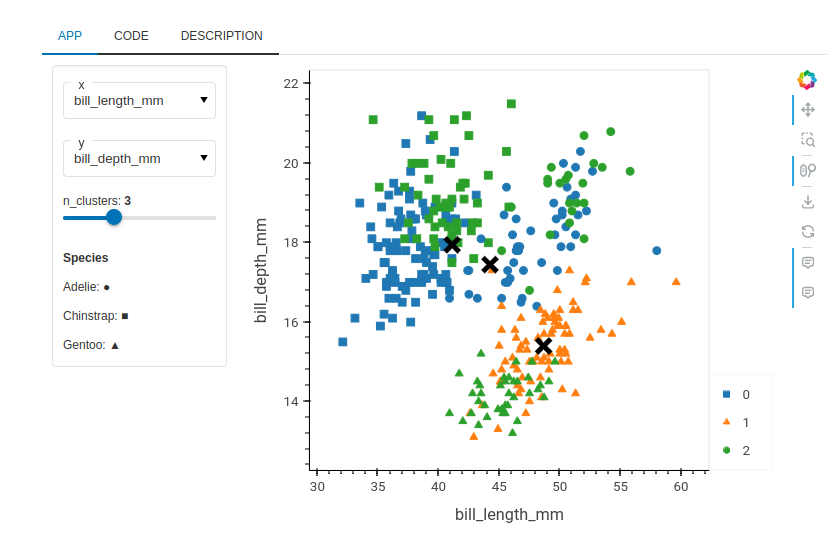 APP CODE DESCRIPTION
x
bill_length_mm
y
bill_depth_mm
n_clusters: 3
Species
Adelie: ●
Chinstrap: ■
Gentoo: ▲
22
20
18
16
14
bill_depth_mm
30 35 40 45 50 55 60
bill_length_mm
0
1
2